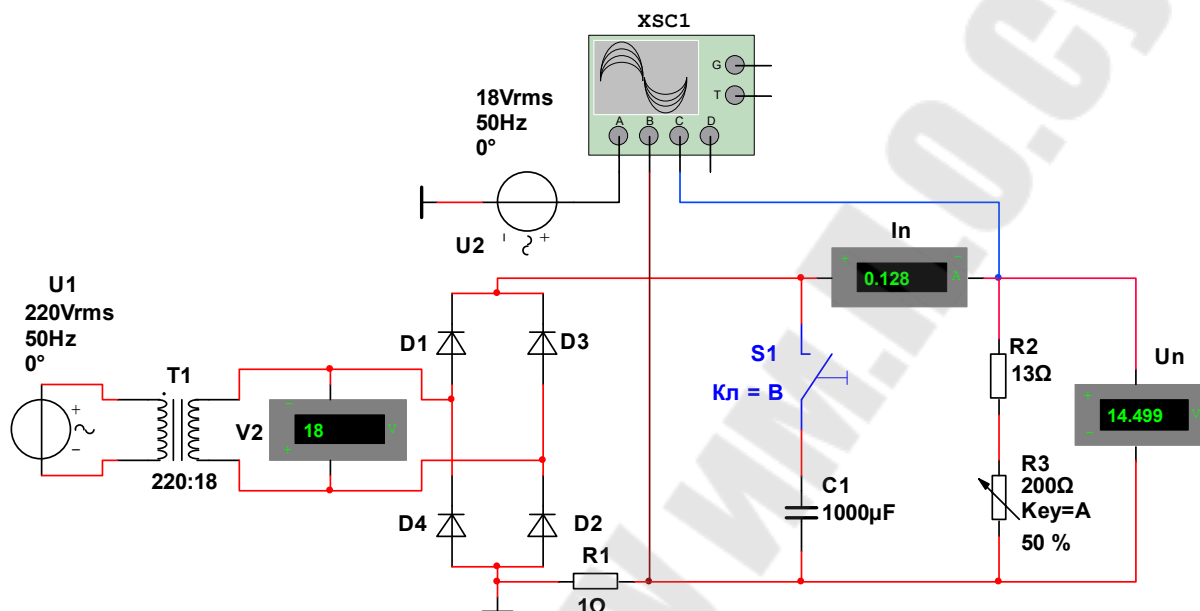 XSC1
G
T
A B C D
18Vrms
50Hz
0°
U2
U1
220Vrms
50Hz
0°
T1
220:18
V2
18 V
D1
D3
D4
D2
R1
1Ω
In
0.128 A
S1
Кл = B
C1
1000µF
R2
13Ω
R3
200Ω
Key=A
50 %
Un
14.499 V